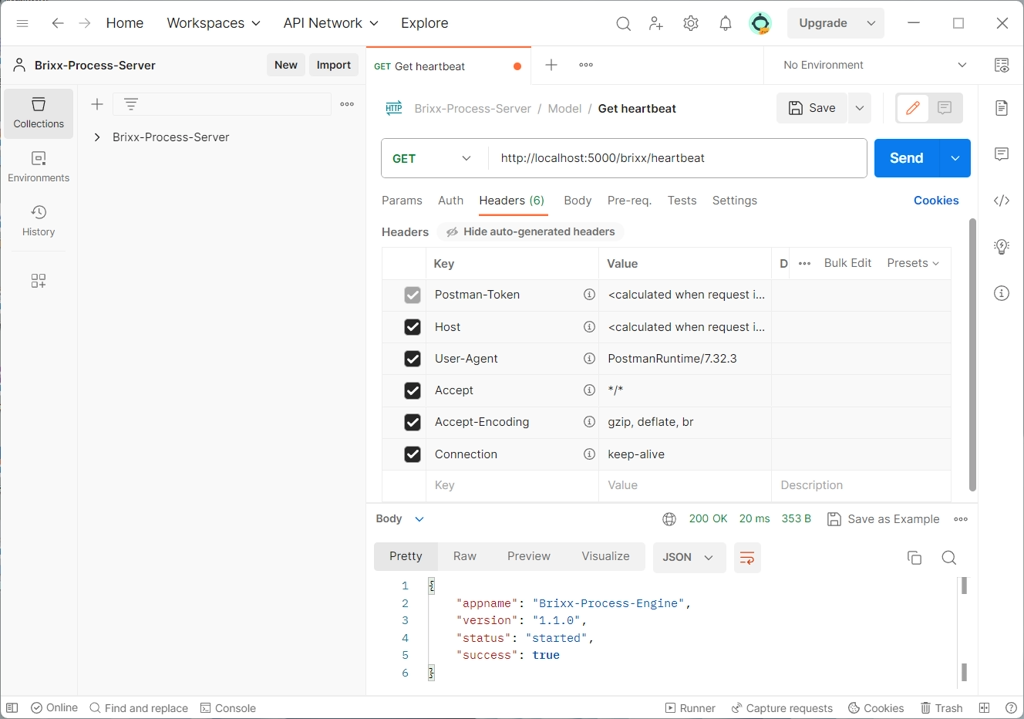 Home Workspaces API Network Explore Upgrade
Brixx-Process-Server New Import GET Get heartbeat No Environment
Collections
Environments
History
Brixx-Process-Server
HTTP Brixx-Process-Server / Model / Get heartbeat Save
GET http://localhost:5000/brixx/heartbeat Send
Params Auth Headers (6) Body Pre-req. Tests Settings Cookies
Headers Hide auto-generated headers
Key Value D Bulk Edit Presets
Postman-Token <calculated when request i...
Host <calculated when request i...
User-Agent PostmanRuntime/7.32.3
Accept */*
Accept-Encoding gzip, deflate, br
Connection keep-alive
Key Value Description
Body 200 OK 20 ms 353 B Save as Example
Pretty Raw Preview Visualize JSON
1 {
2 "appname": "Brixx-Process-Engine",
3 "version": "1.1.0",
4 "status": "started",
5 "success": true
6 }
Online Find and replace Console Runner Capture requests Cookies Trash